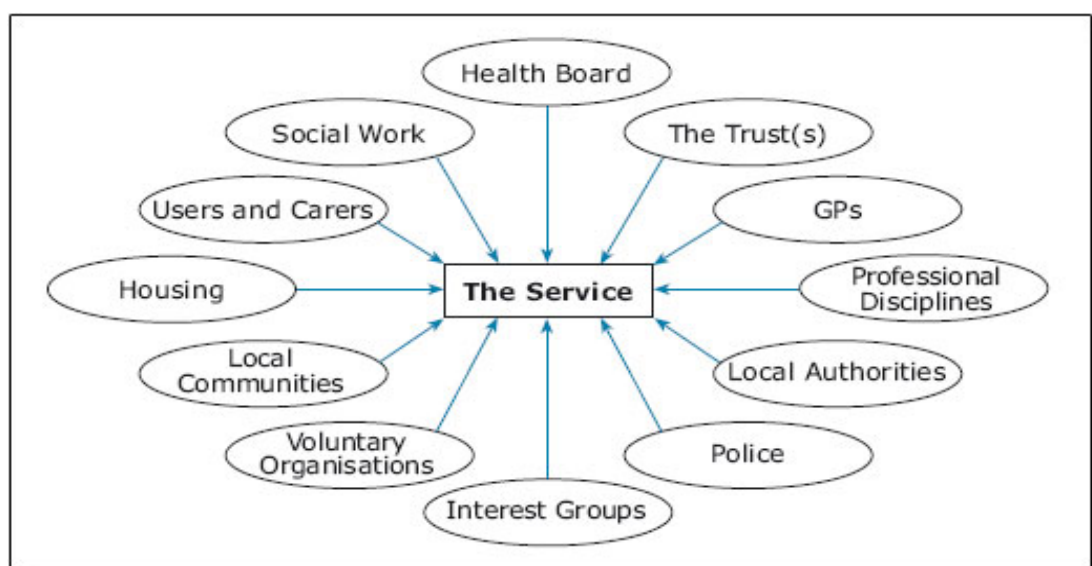 Health Board
Social Work
The Trust(s)
Users and Carers
GPs
Housing
The Service
Professional
Disciplines
Local
Communities
Local Authorities
Voluntary
Organisations
Police
Interest Groups